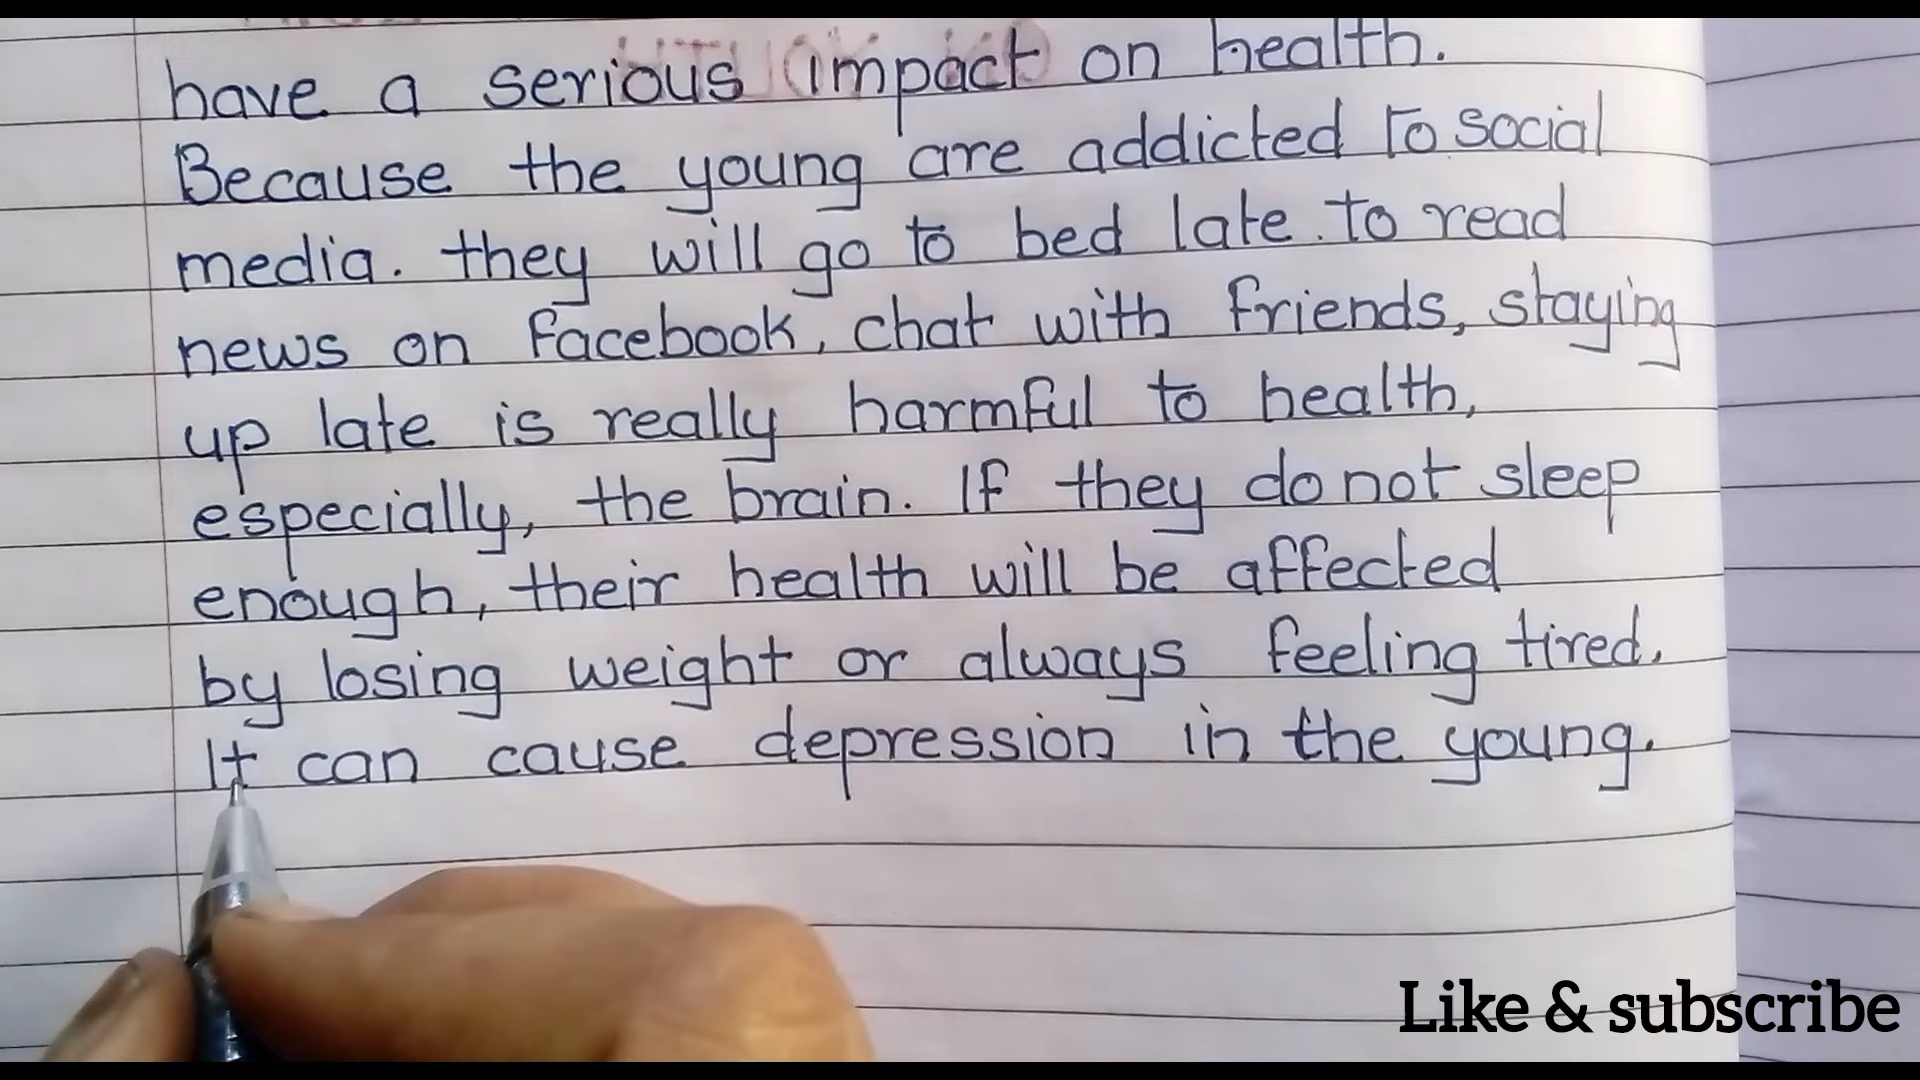 have a serious impact on health.
Because the young are addicted to social
media. they will go to bed late. to read
news on facebook, chat with friends, staying
up late is really harmful to health,
especially, the brain. If they do not sleep
enough, their health will be affected
by losing weight or always feeling tired.
It can cause depression in the young.
Like & subscribe